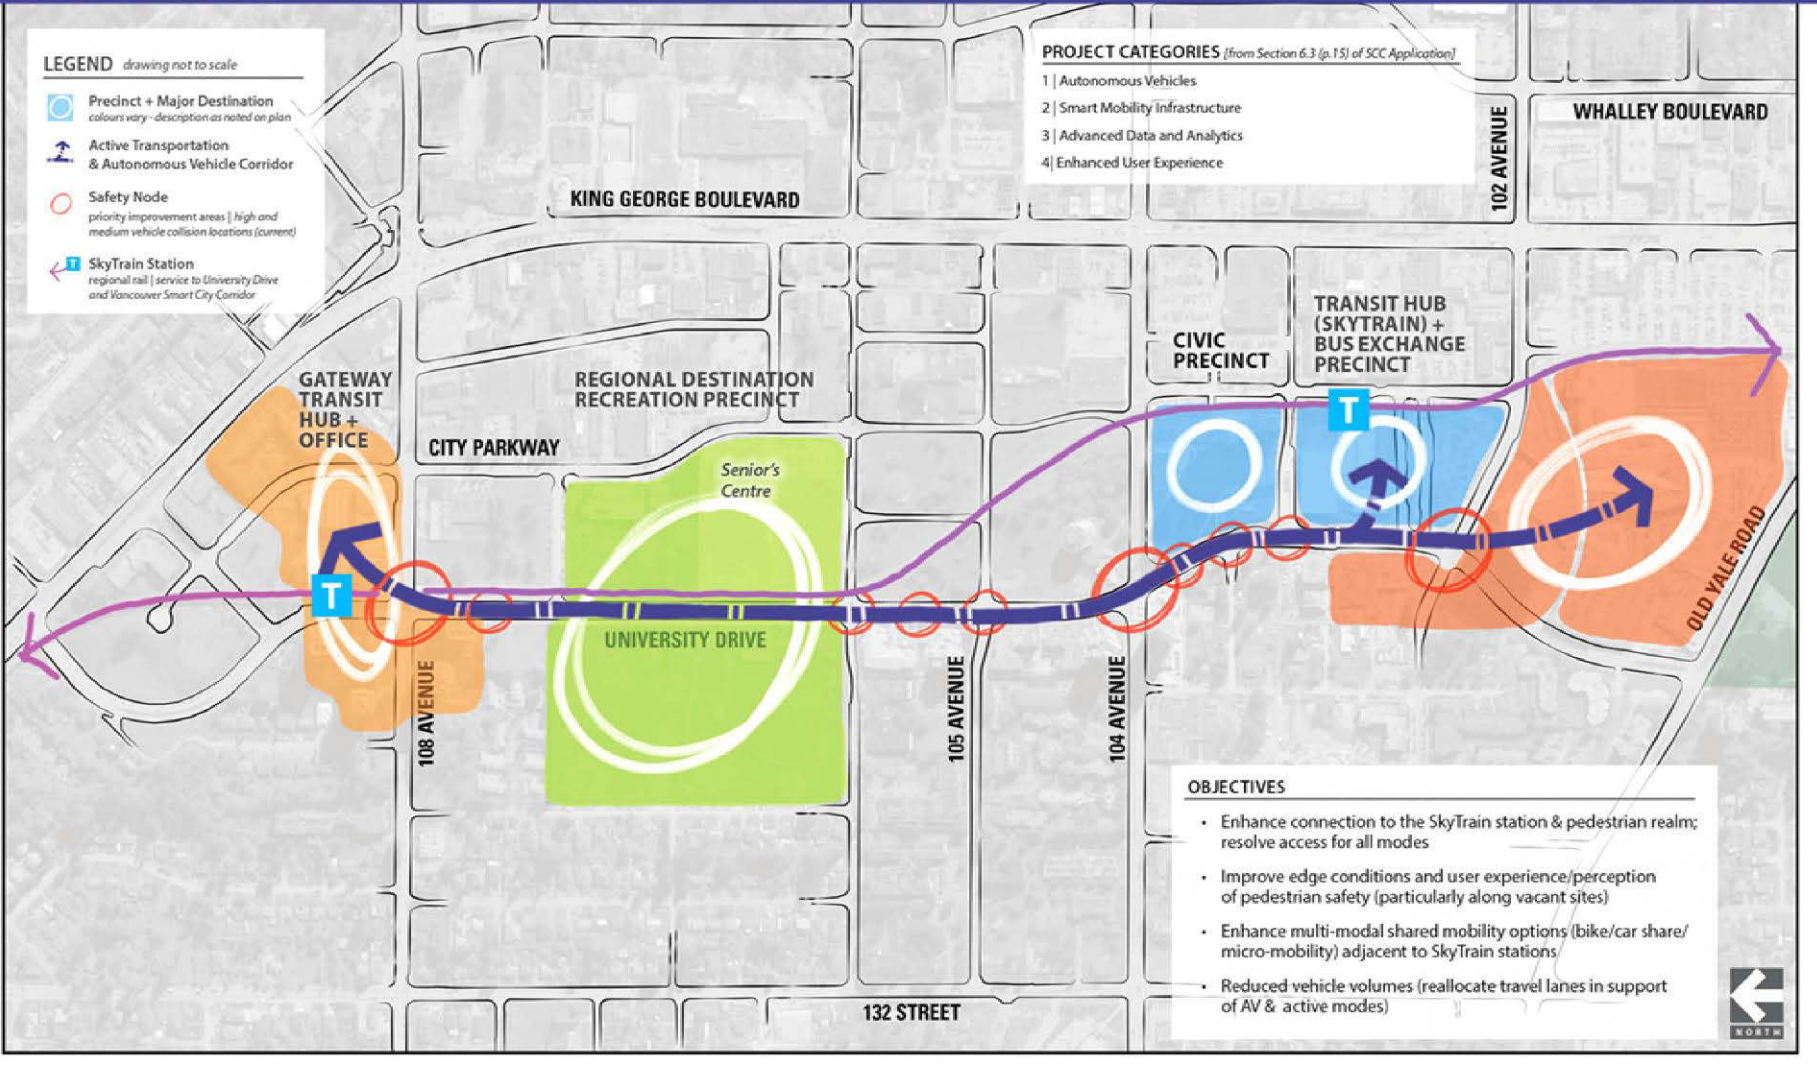 LEGEND drawing not to scale
Precinct + Major Destination
colours vary - description as noted on plan
Active Transportation
& Autonomous Vehicle Corridor
Safety Node
priority improvement areas | high and
medium vehicle collision locations (current)
T SkyTrain Station
regional rail | service to University Drive
and Vancouver Smart City Corridor
PROJECT CATEGORIES [from Section 6.3 (p.15) of SCC Application]
1 | Autonomous Vehicles
2 | Smart Mobility Infrastructure
3 | Advanced Data and Analytics
4| Enhanced User Experience
102 AVENUE
WHALLEY BOULEVARD
KING GEORGE BOULEVARD
GATEWAY
TRANSIT
HUB +
OFFICE
CITY PARKWAY
REGIONAL DESTINATION
RECREATION PRECINCT
Senior's
Centre
CIVIC
PRECINCT
TRANSIT HUB
(SKYTRAIN) +
BUS EXCHANGE
PRECINCT
T
T
UNIVERSITY DRIVE
108 AVENUE
105 AVENUE
104 AVENUE
OLD YALE ROAD
132 STREET
OBJECTIVES
• Enhance connection to the SkyTrain station & pedestrian realm;
resolve access for all modes
• Improve edge conditions and user experience/perception
of pedestrian safety (particularly along vacant sites)
• Enhance multi-modal shared mobility options (bike/car share/
micro-mobility) adjacent to SkyTrain stations
• Reduced vehicle volumes (reallocate travel lanes in support
of AV & active modes)
NORTH